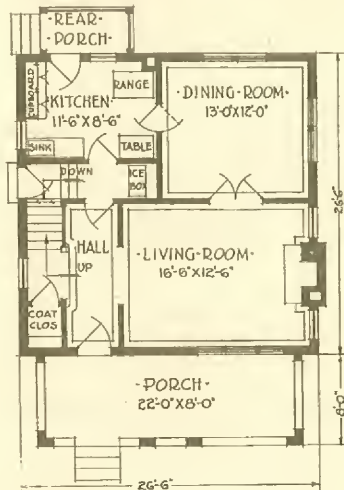 ·REAR·
PORCH·
CUPBOARD
·KITCHEN·
11'-6"X8'-6"
RANGE
·DINING·ROOM·
13'-0"X12'-0"
SINK
TABLE
DOWN
ICE
BOX
HALL
UP
·LIVING·ROOM·
16'-6"X12'-6"
COAT
CLOS
·PORCH·
22'-0"X8'-0"
26'-6"
8'-0"
26'-6"